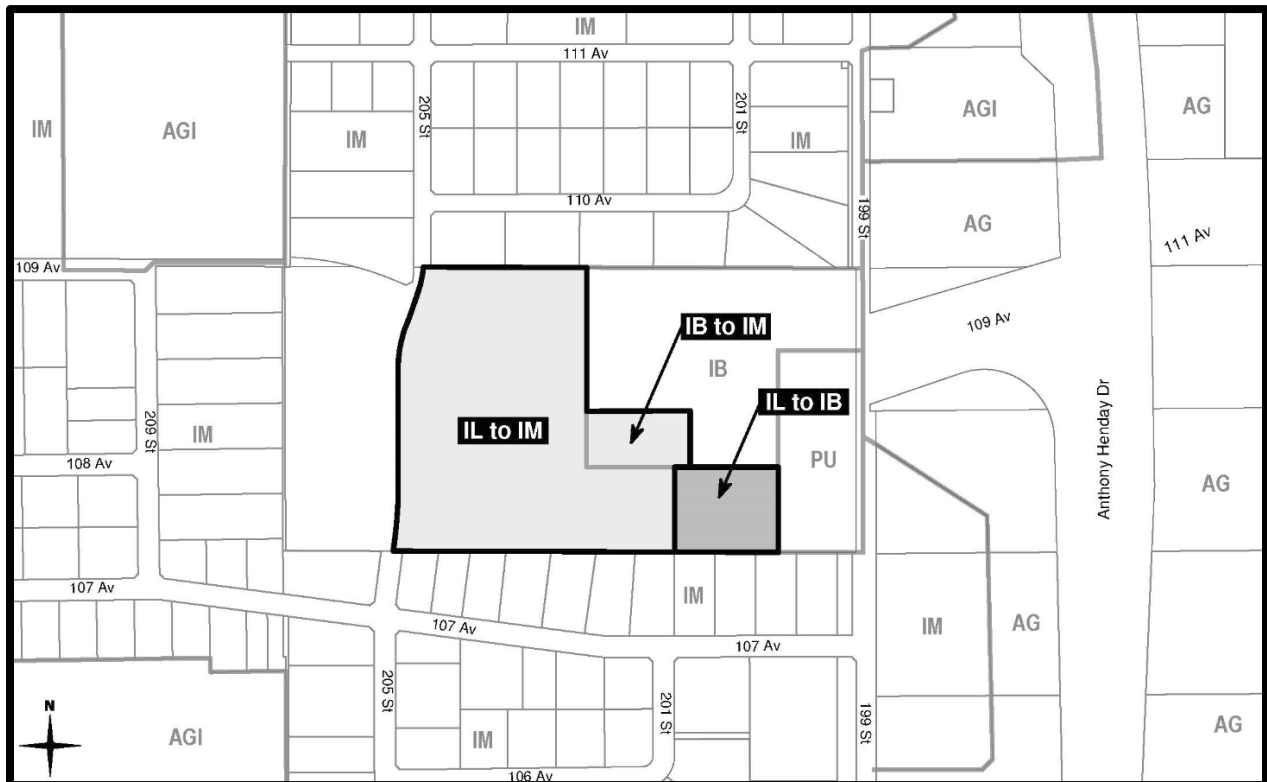 IM
111 Av
205 St
201 St
IM
AGI
IM
IM
AGI
AG
110 Av
199 St
AG
111 Av
109 Av
109 Av
IB to IM
IB
IL to IB
IL to IM
209 St
IM
108 Av
PU
Anthony Henday Dr
AG
107 Av
IM
107 Av
107 Av
IM
AG
205 St
201 St
199 St
N
AGI
IM
AG
106 Av